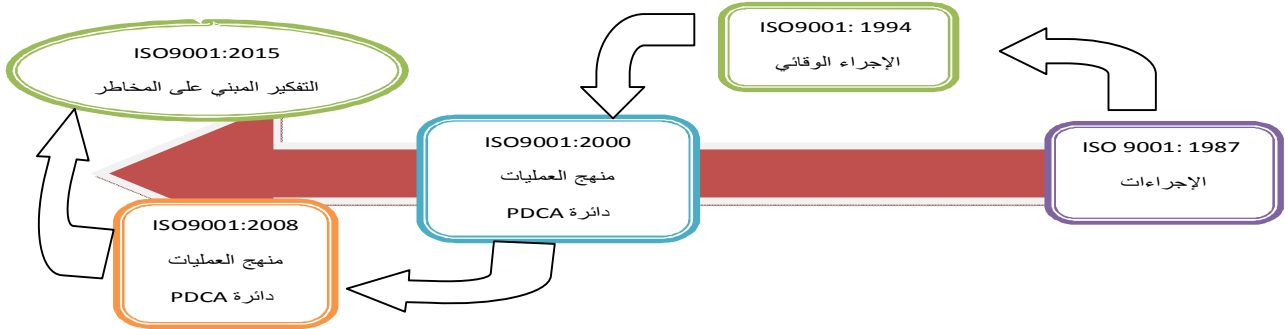 ISO 9001: 1987
الإجراءات
ISO9001: 1994
الإجراء الوقائي
ISO9001:2000
منهج العمليات
دائرة PDCA
ISO9001:2008
منهج العمليات
دائرة PDCA
ISO9001:2015
التفكير المبني على المخاطر